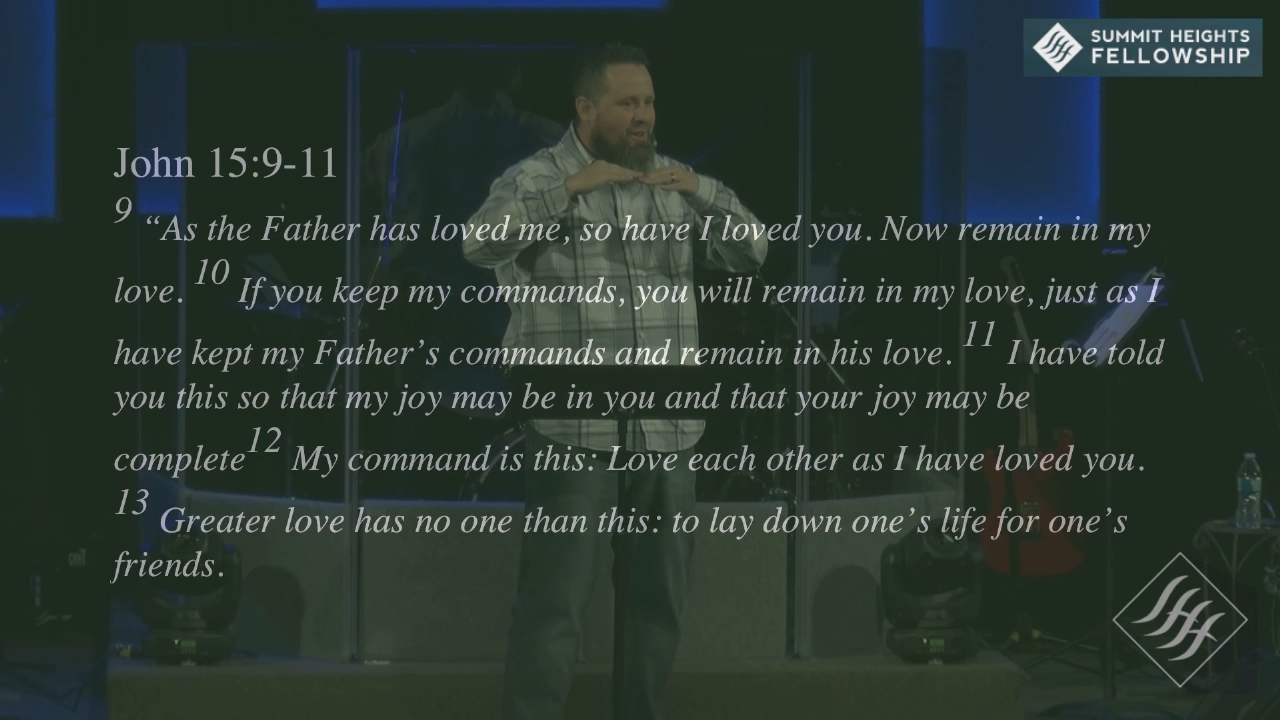 SUMMIT HEIGHTS
FELLOWSHIP
John 15:9-11
9 “As the Father has loved me, so have I loved you. Now remain in my
love. 10 If you keep my commands, you will remain in my love, just as I
have kept my Father’s commands and remain in his love. 11 I have told
you this so that my joy may be in you and that your joy may be
complete12 My command is this: Love each other as I have loved you.
13 Greater love has no one than this: to lay down one’s life for one’s
friends.